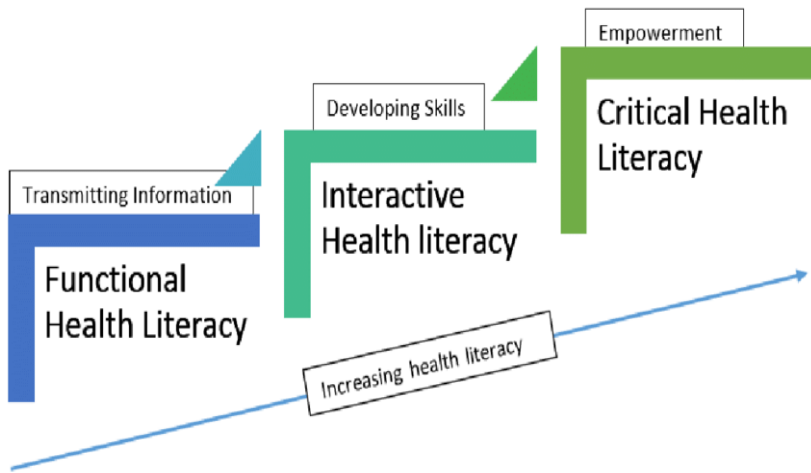 Empowerment
Critical Health
Literacy
Developing Skills
Interactive
Health literacy
Transmitting Information
Functional
Health Literacy
Increasing health literacy